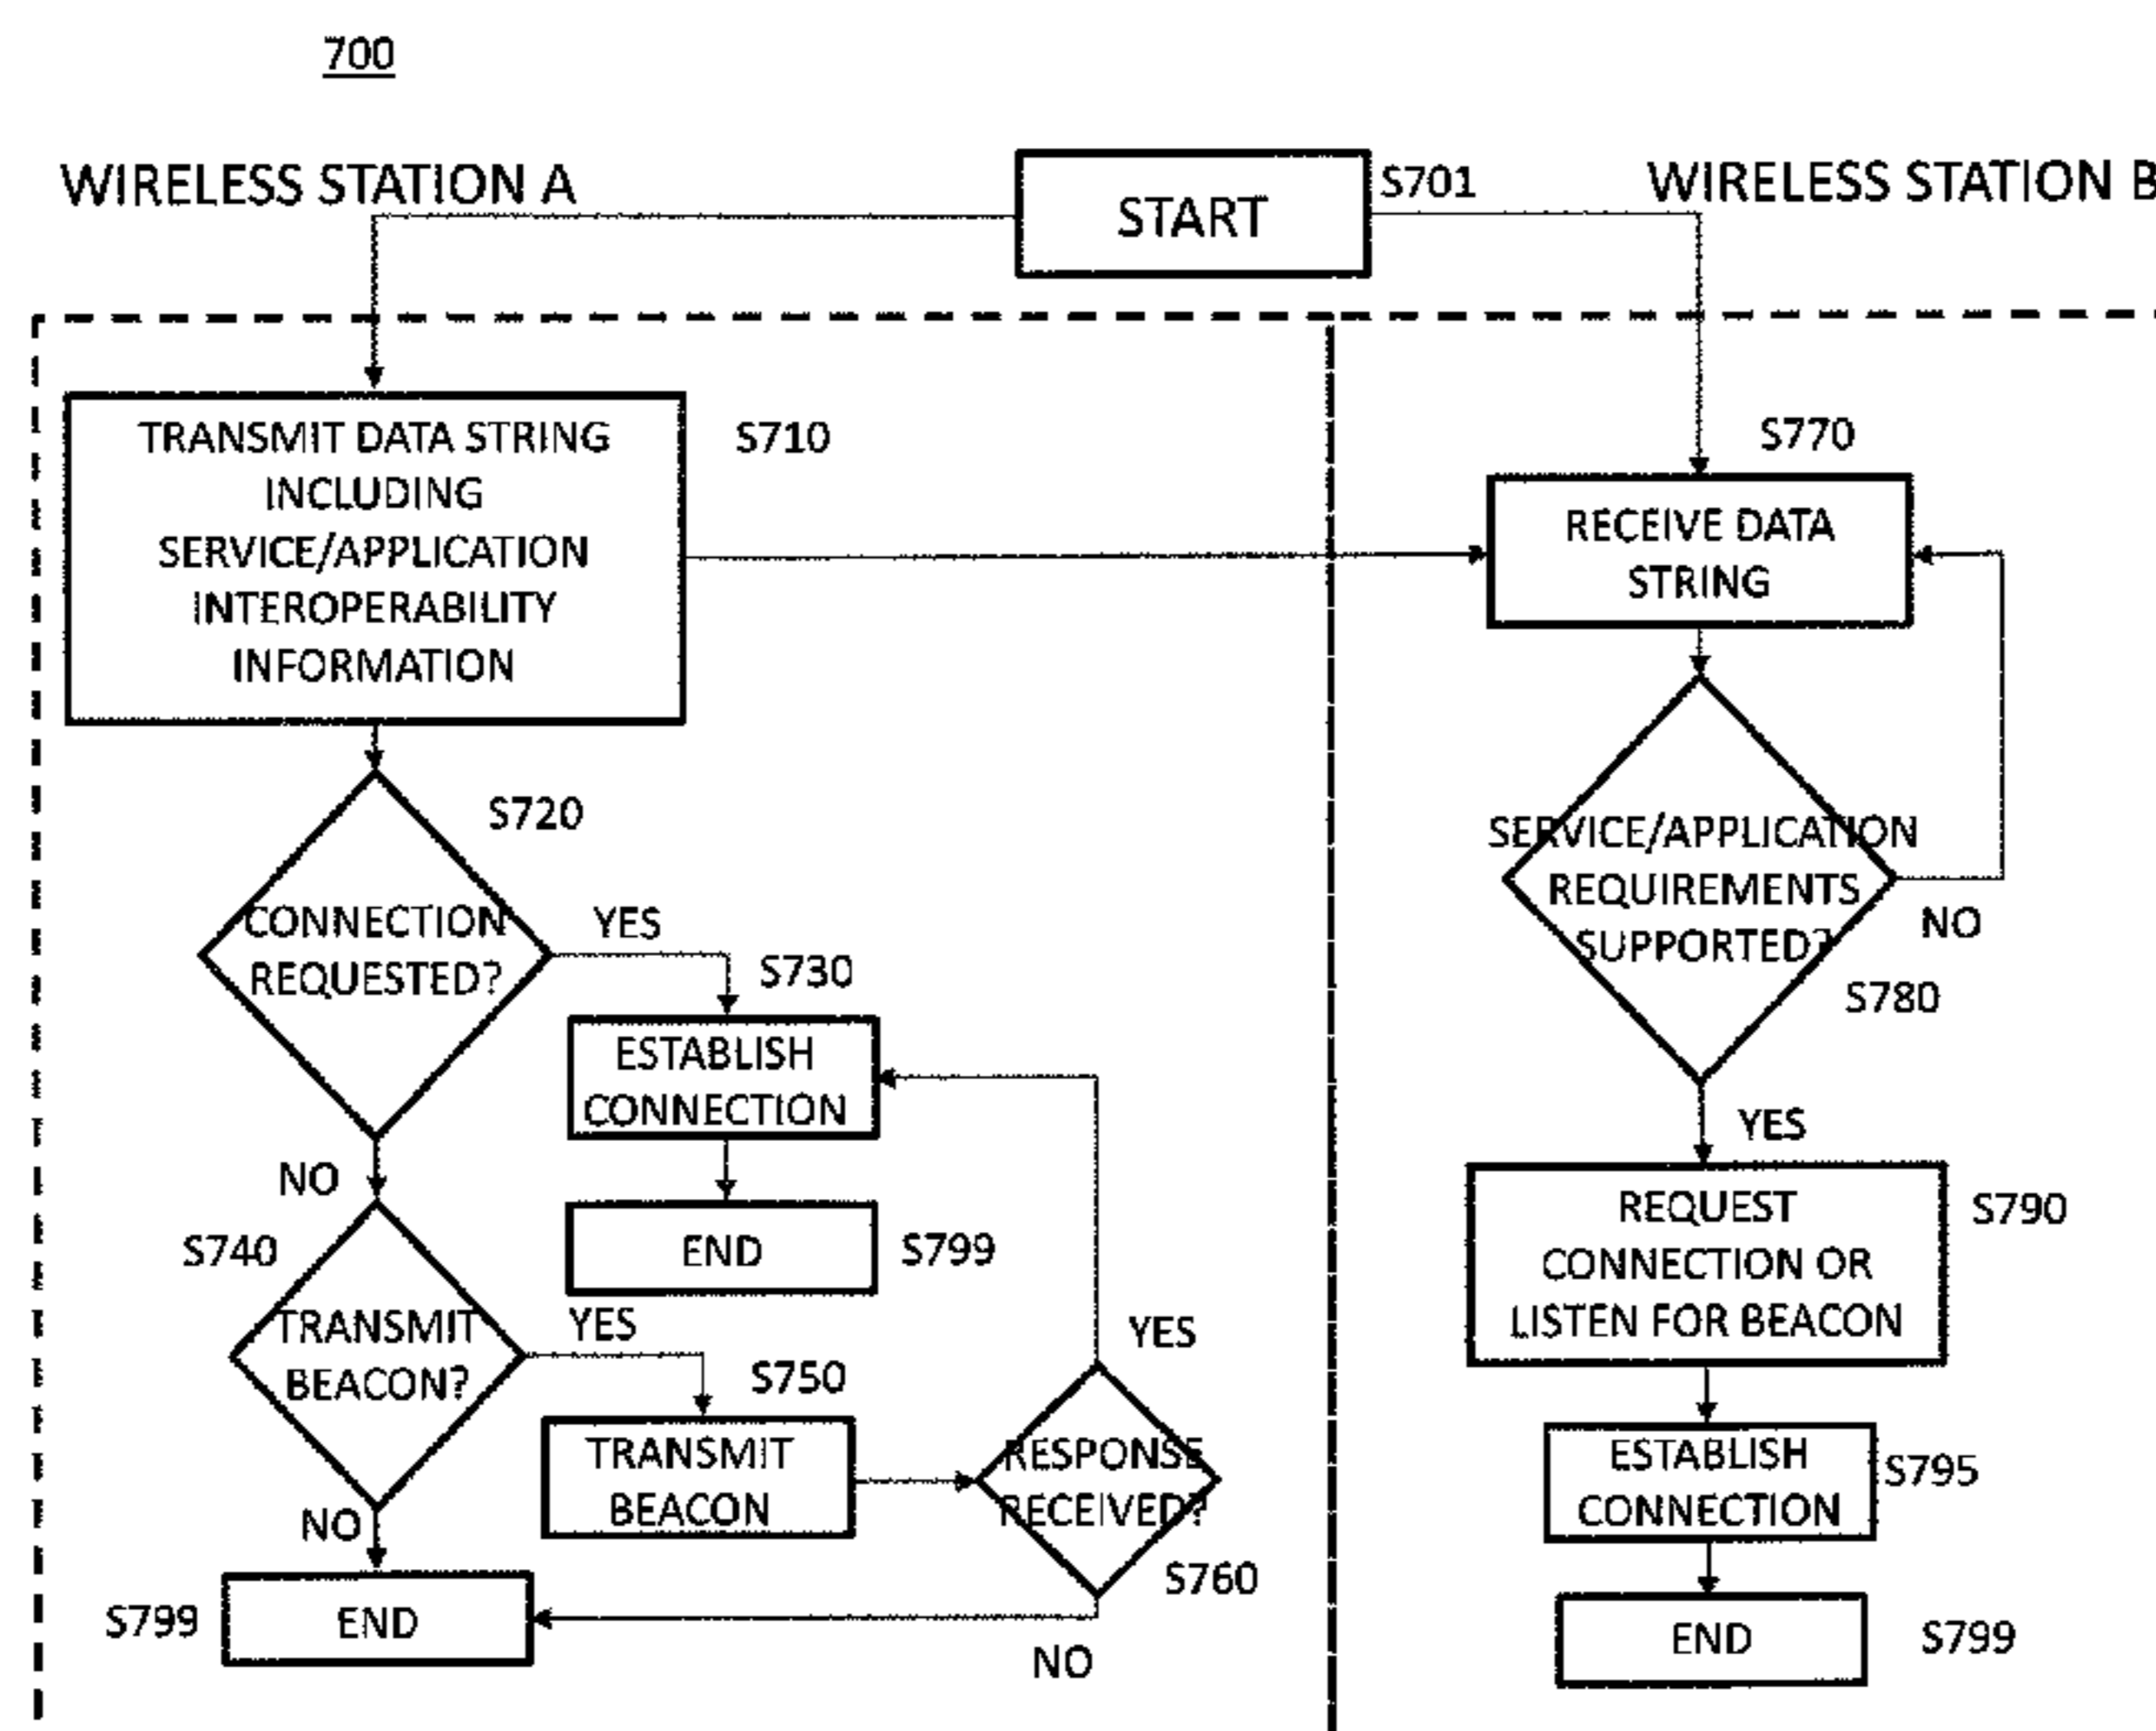 700
WIRELESS STATION A
START
S701
WIRELESS STATION B
TRANSMIT DATA STRING
INCLUDING
SERVICE/APPLICATION
INTEROPERABILITY
INFORMATION
S710
S770
RECEIVE DATA
STRING
S720
CONNECTION
REQUESTED?
YES
NO
S730
ESTABLISH
CONNECTION
END
S799
S740
TRANSMIT
BEACON?
YES
NO
S750
TRANSMIT
BEACON
RESPONSE
RECEIVED?
YES
S760
NO
END
S799
SERVICE/APPLICATION
REQUIREMENTS
SUPPORTED?
NO
S780
YES
REQUEST
CONNECTION OR
LISTEN FOR BEACON
S790
ESTABLISH
CONNECTION
S795
END
S799